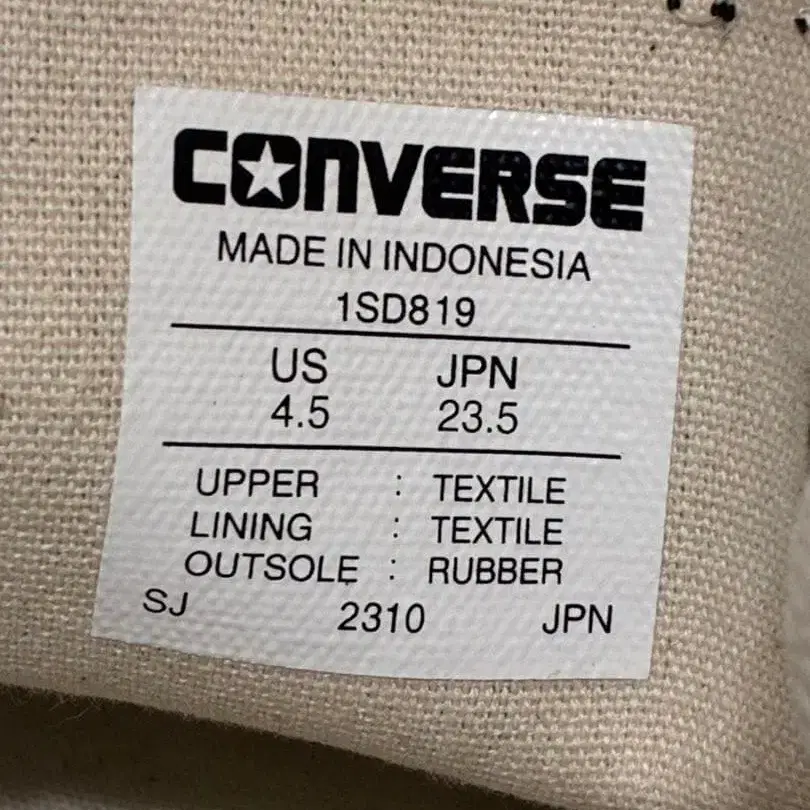 CONVERSE
MADE IN INDONESIA
1SD819
US JPN
4.5 23.5
UPPER : TEXTILE
LINING : TEXTILE
OUTSOLE : RUBBER
SJ 2310 JPN